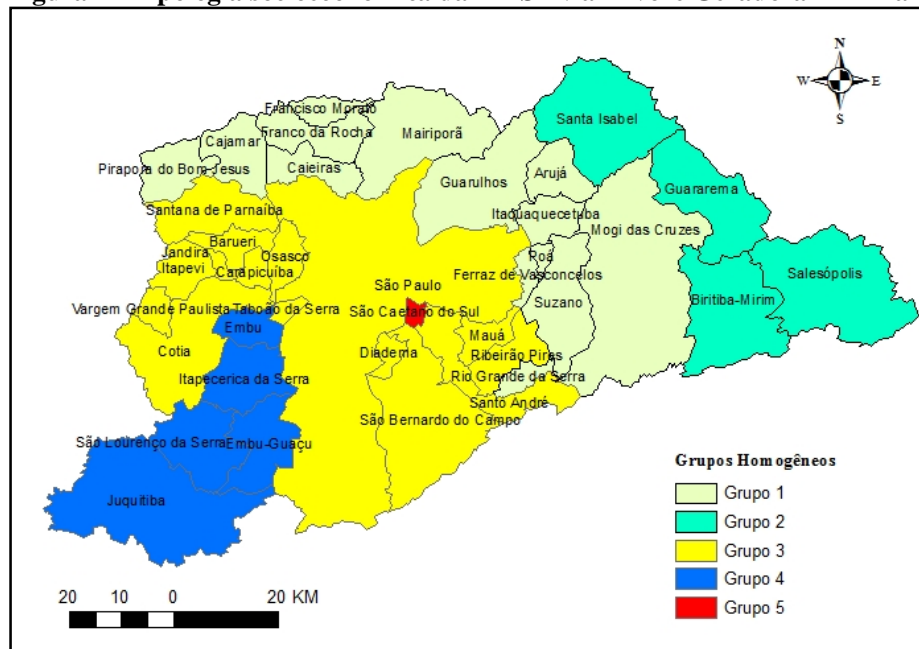 N
W E
S
Francisco Morato
Cajamar
Franco da Rocha
Mairiporã
Santa Isabel
Pirapora do Bom Jesus
Caieiras
Guarulhos
Arujá
Guararema
Santana de Parnaíba
Itaquaquecetuba
Mogi das Cruzes
Barueri
Jandira
Osasco
Itapevi
Carapicuíba
Poá
Ferraz de Vasconcelos
Salesópolis
São Paulo
Suzano
Biritiba-Mirim
Vargem Grande Paulista
Taboão da Serra
São Caetano do Sul
Embu
Mauá
Cotia
Diadema
Ribeirão Pires
Itapecerica da Serra
Rio Grande da Serra
Santo André
São Bernardo do Campo
São Lourenço da Serra
Embu-Guaçu
Juquitiba
Grupos Homogêneos
Grupo 1
Grupo 2
Grupo 3
Grupo 4
Grupo 5
20 10 0 20 KM